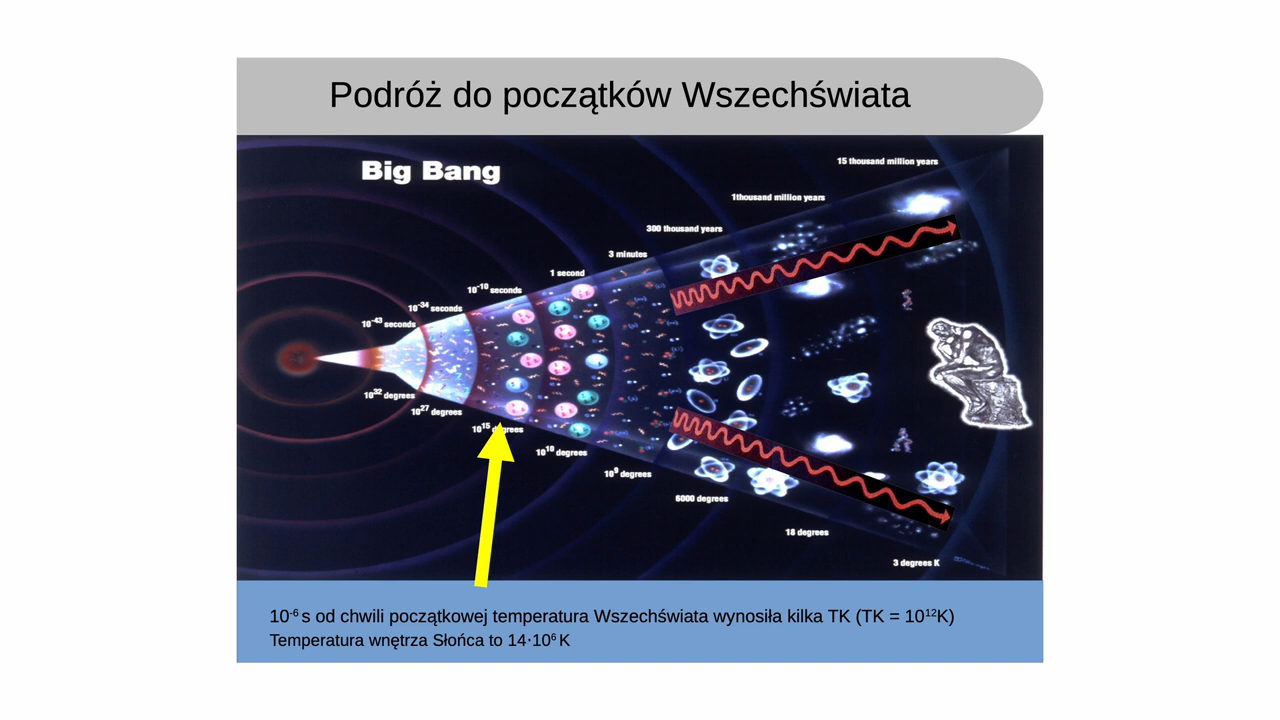 Podróż do początków Wszechświata
Big Bang
15 thousand million years
1thousand million years
300 thousand years
3 minutes
1 second
10⁻¹⁰ seconds
10⁻³⁴ seconds
10⁻⁴³ seconds
10³² degrees
10²⁷ degrees
10¹⁵ degrees
10¹⁰ degrees
10⁹ degrees
6000 degrees
18 degrees
3 degrees K
10⁻⁶ s od chwili początkowej temperatura Wszechświata wynosiła kilka TK (TK = 10¹²K)
Temperatura wnętrza Słońca to 14·10⁶ K